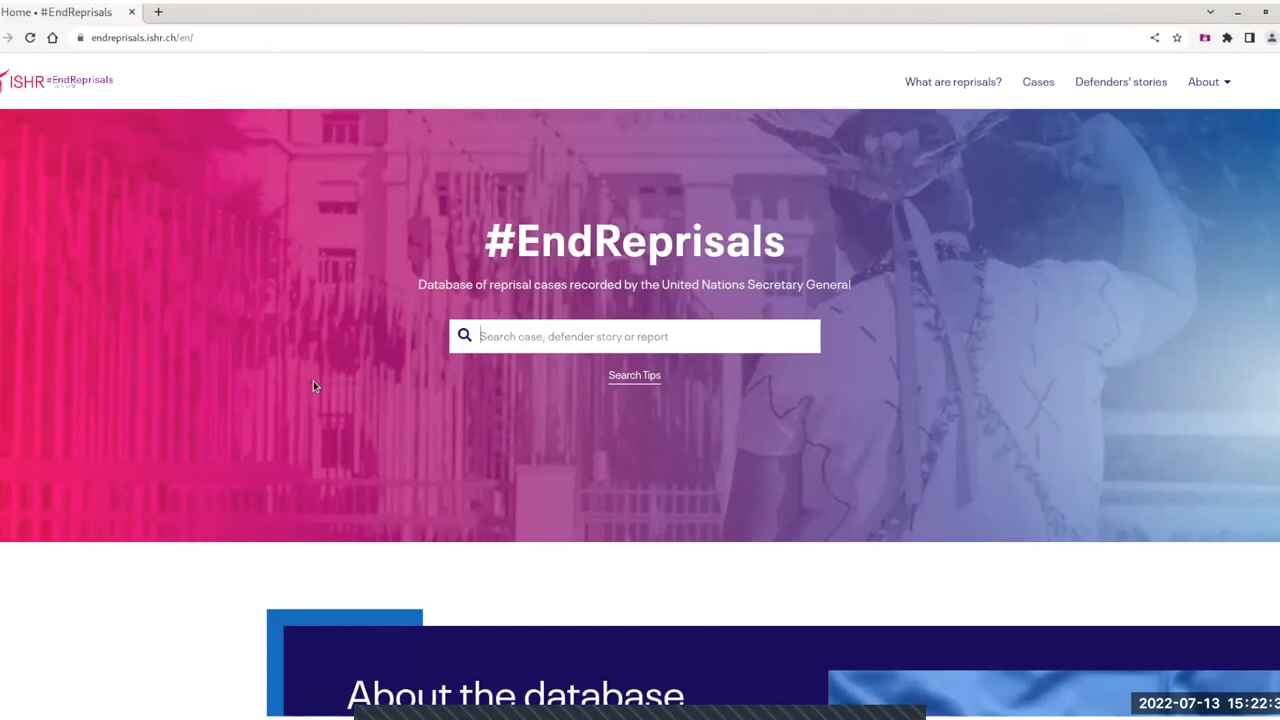 Home • #EndReprisals
endreprisals.ishr.ch/en/
ISHR #EndReprisals
What are reprisals? Cases Defenders' stories About
#EndReprisals
Database of reprisal cases recorded by the United Nations Secretary General
Search case, defender story or report
Search Tips
About the database
2022-07-13 15:22:3